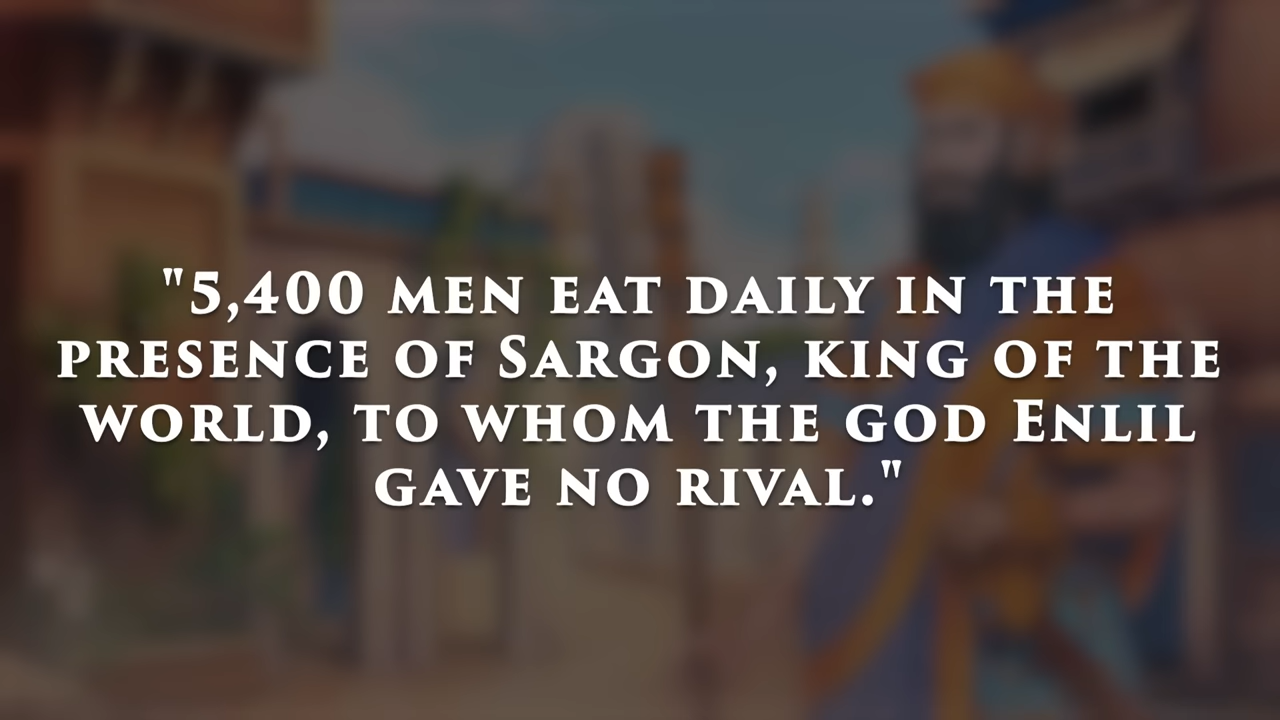 "5,400 men eat daily in the
presence of Sargon, king of the
world, to whom the god Enlil
gave no rival."